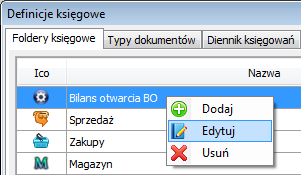 Definicje księgowe
Foldery księgowe Typy dokumentów Dziennik księgowań
Ico Nazwa
Bilans otwarcia BO
Dodaj
Sprzedaż
Edytuj
Zakupy
Usuń
Magazyn